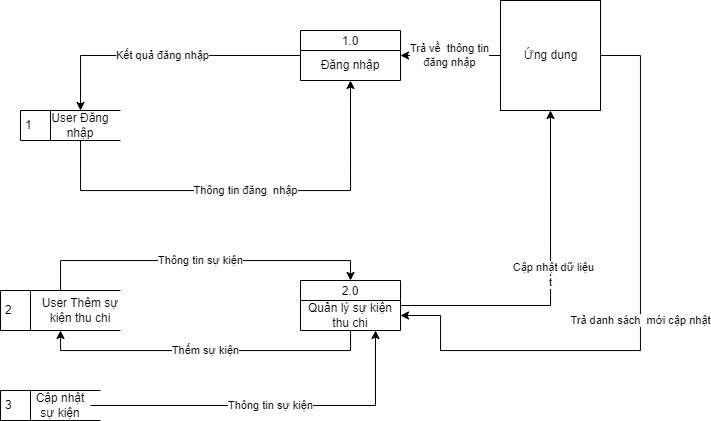 1.0
Đăng nhập
Ứng dụng
Kết quả đăng nhập
Trả về thông tin
đăng nhập
1
User Đăng
nhập
Thông tin đăng nhập
Thông tin sự kiện
2.0
Quản lý sự kiện
thu chi
Cập nhật dữ liệu
t
2
User Thêm sự
kiện thu chi
Trả danh sách mới cập nhật
Thếm sự kiện
3
Cập nhật
sự kiện
Thông tin sự kiện